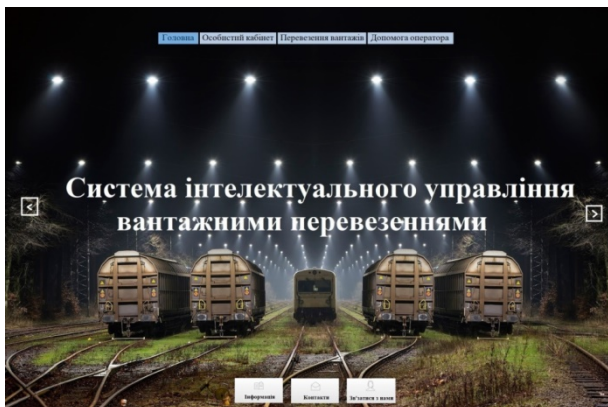 Головна Особистий кабінет Перевезення вантажів Допомога оператора
Система інтелектуального управління
вантажними перевезеннями
Інформація Контакти Зв'язатися з нами